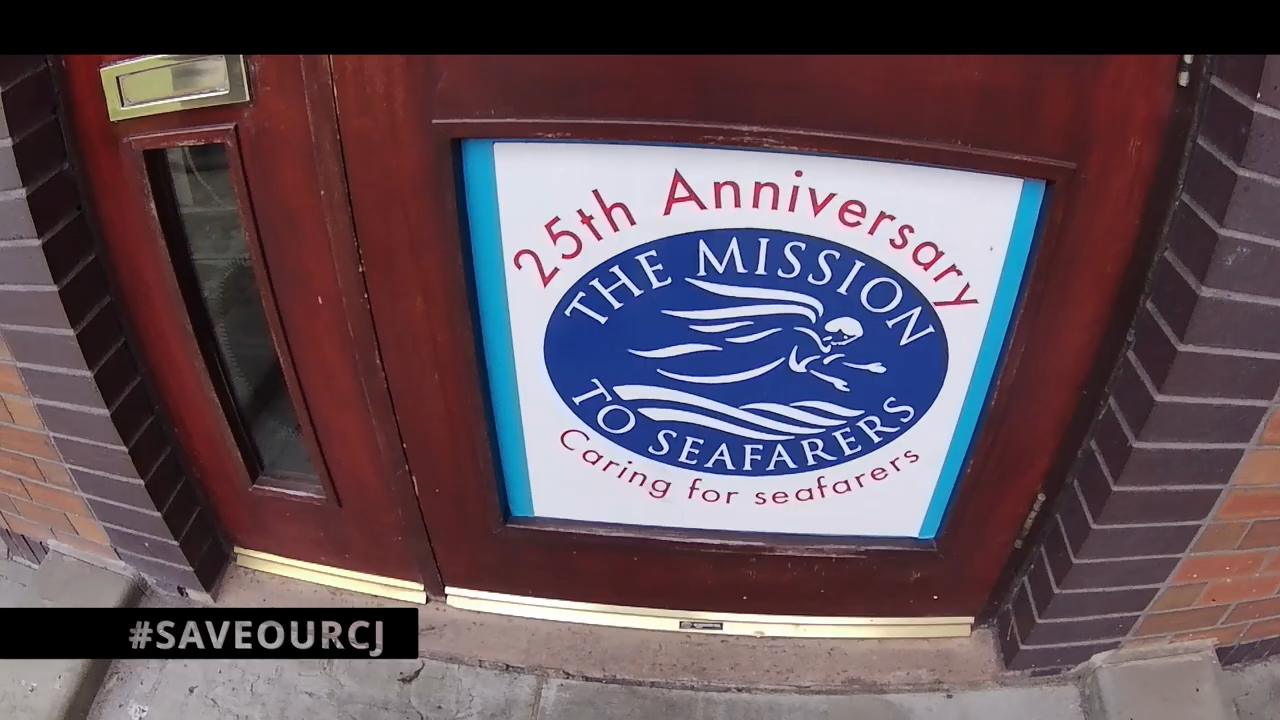 25th Anniversary
THE MISSION
TO SEAFARERS
Caring for seafarers
#SAVEOURCJ